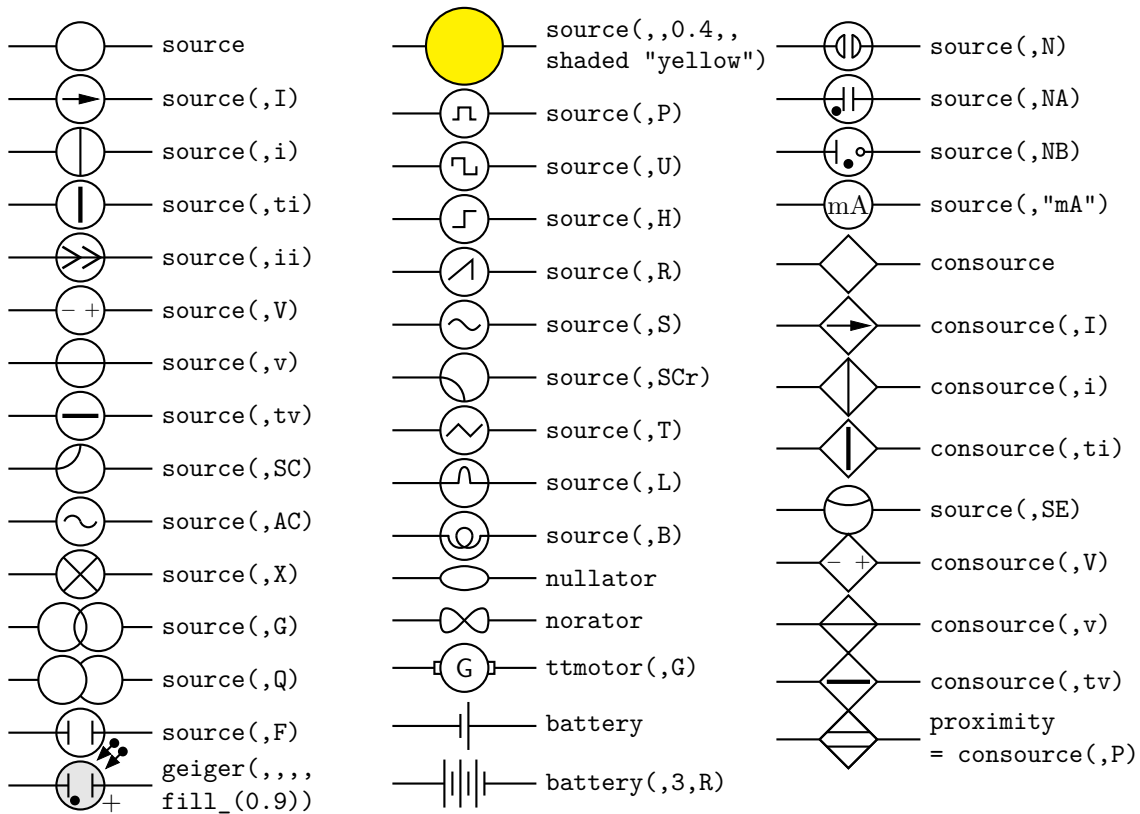 source
source(,I)
source(,i)
source(,ti)
source(,ii)
− +
source(,V)
source(,v)
source(,tv)
source(,SC)
source(,AC)
source(,X)
source(,G)
source(,Q)
source(,F)
geiger(,,,,
fill_(0.9))
+
source(,,0.4,,
shaded "yellow")
source(,P)
source(,U)
source(,H)
source(,R)
source(,S)
source(,SCr)
source(,T)
source(,L)
source(,B)
nullator
norator
G
ttmotor(,G)
battery
battery(,3,R)
source(,N)
source(,NA)
source(,NB)
mA
source(,"mA")
consource
consource(,I)
consource(,i)
consource(,ti)
source(,SE)
− +
consource(,V)
consource(,v)
consource(,tv)
proximity
= consource(,P)